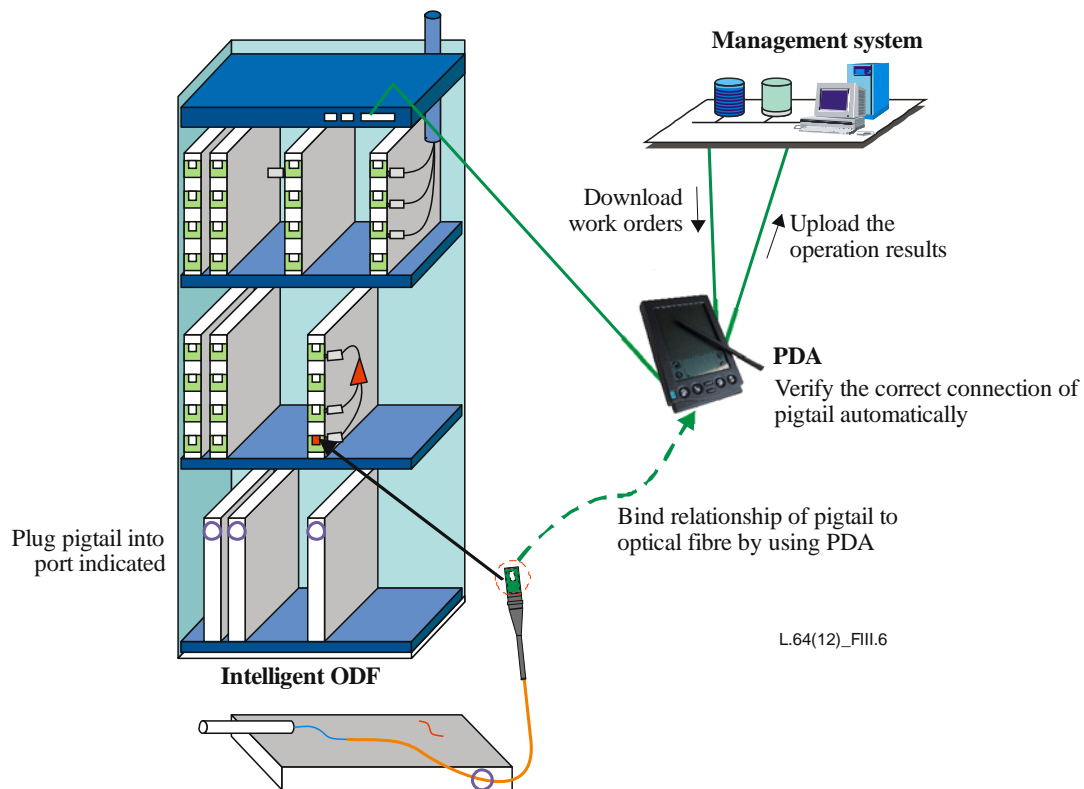 Management system
Download
work orders
Upload the
operation results
PDA
Verify the correct connection of
pigtail automatically
Bind relationship of pigtail to
optical fibre by using PDA
Plug pigtail into
port indicated
L.64(12)_FIII.6
Intelligent ODF